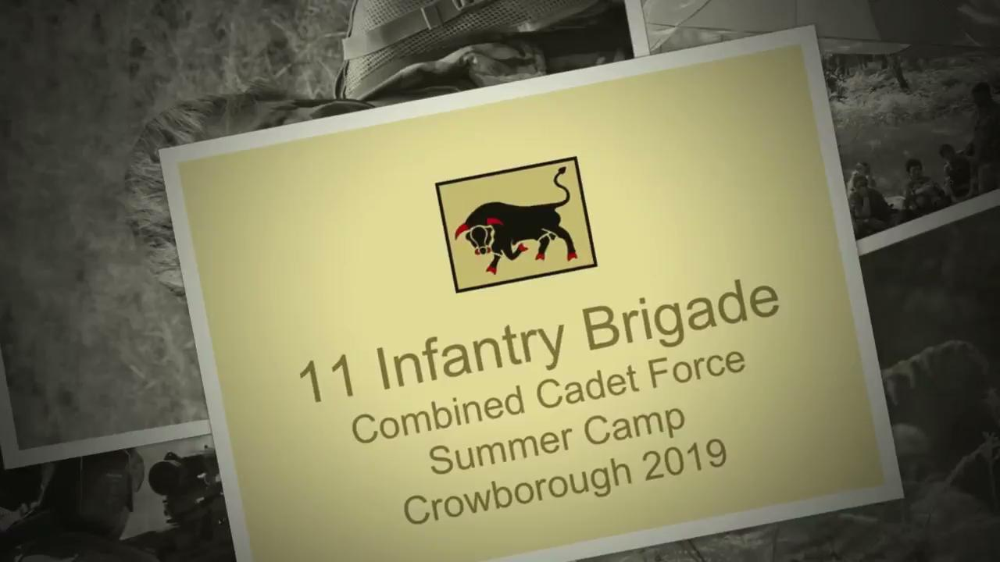 11 Infantry Brigade
Combined Cadet Force
Summer Camp
Crowborough 2019